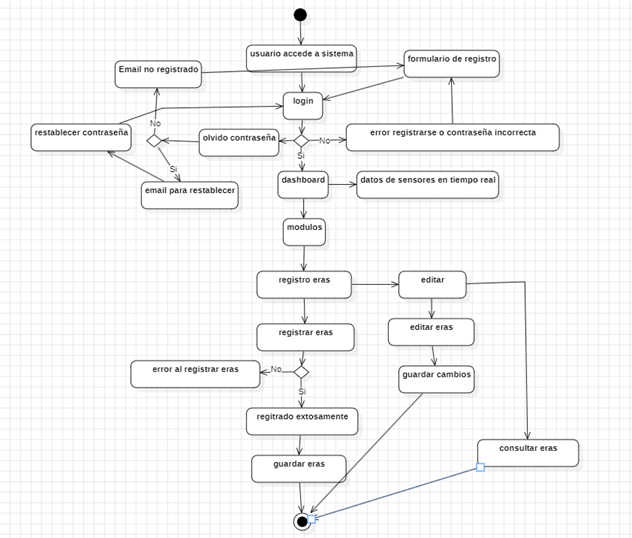 usuario accede a sistema
Email no registrado
formulario de registro
login
No
restablecer contraseña
olvido contraseña
No
error registrarse o contraseña incorrecta
Si
Si
email para restablecer
dashboard
datos de sensores en tiempo real
modulos
registro eras
editar
registrar eras
editar eras
error al registrar eras
No
guardar cambios
Si
regitrado extosamente
consultar eras
guardar eras